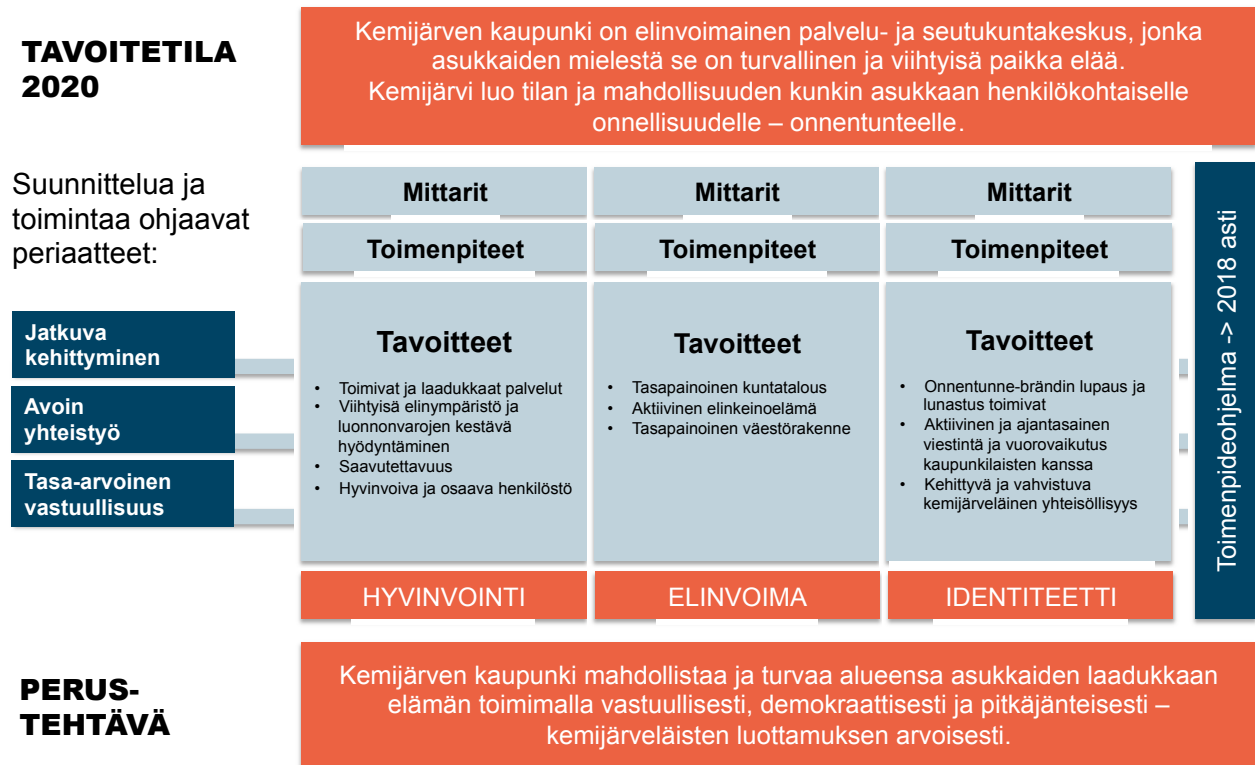 TAVOITETILA
2020
Kemijärven kaupunki on elinvoimainen palvelu- ja seutukuntakeskus, jonka
asukkaiden mielestä se on turvallinen ja viihtyisä paikka elää.
Kemijärvi luo tilan ja mahdollisuuden kunkin asukkaan henkilökohtaiselle
onnellisuudelle – onnentunteelle.
Suunnittelua ja
toimintaa ohjaavat
periaatteet:
Jatkuva
kehittyminen
Avoin
yhteistyö
Tasa-arvoinen
vastuullisuus
Mittarit
Toimenpiteet
Tavoitteet
• Toimivat ja laadukkaat palvelut
• Viihtyisä elinympäristö ja
luonnonvarojen kestävä
hyödyntäminen
• Saavutettavuus
• Hyvinvoiva ja osaava henkilöstö
HYVINVOINTI
Mittarit
Toimenpiteet
Tavoitteet
• Tasapainoinen kuntatalous
• Aktiivinen elinkeinoelämä
• Tasapainoinen väestörakenne
ELINVOIMA
Mittarit
Toimenpiteet
Tavoitteet
• Onnentunne-brändin lupaus ja
lunastus toimivat
• Aktiivinen ja ajantasainen
viestintä ja vuorovaikutus
kaupunkilaisten kanssa
• Kehittyvä ja vahvistuva
kemijärveläinen yhteisöllisyys
IDENTITEETTI
Toimenpideohjelma -> 2018 asti
PERUS-
TEHTÄVÄ
Kemijärven kaupunki mahdollistaa ja turvaa alueensa asukkaiden laadukkaan
elämän toimimalla vastuullisesti, demokraattisesti ja pitkäjänteisesti –
kemijärveläisten luottamuksen arvoisesti.